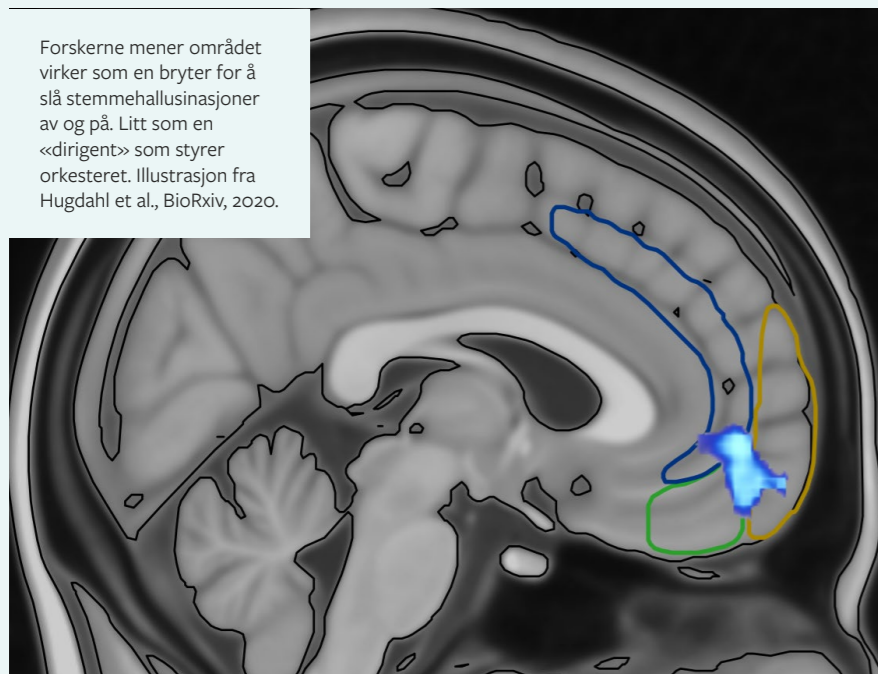 Forskerne mener området
virker som en bryter for å
slå stemmehallusinasjoner
av og på. Litt som en
«dirigent» som styrer
orkesteret. Illustrasjon fra
Hugdahl et al., BioRxiv, 2020.